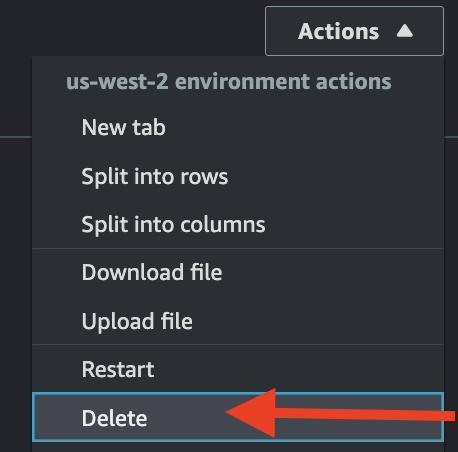 Actions
us-west-2 environment actions
New tab
Split into rows
Split into columns
Download file
Upload file
Restart
Delete